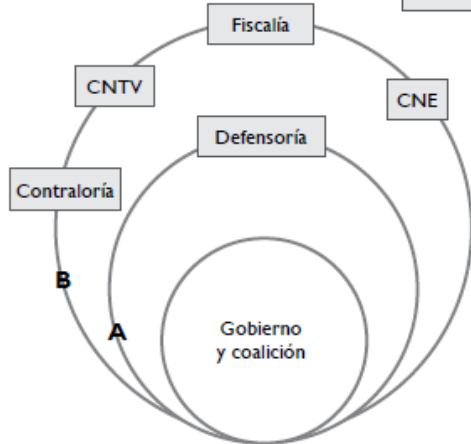 Fiscalía
CNTV
CNE
Defensoría
Contraloría
B
A
Gobierno
y coalición